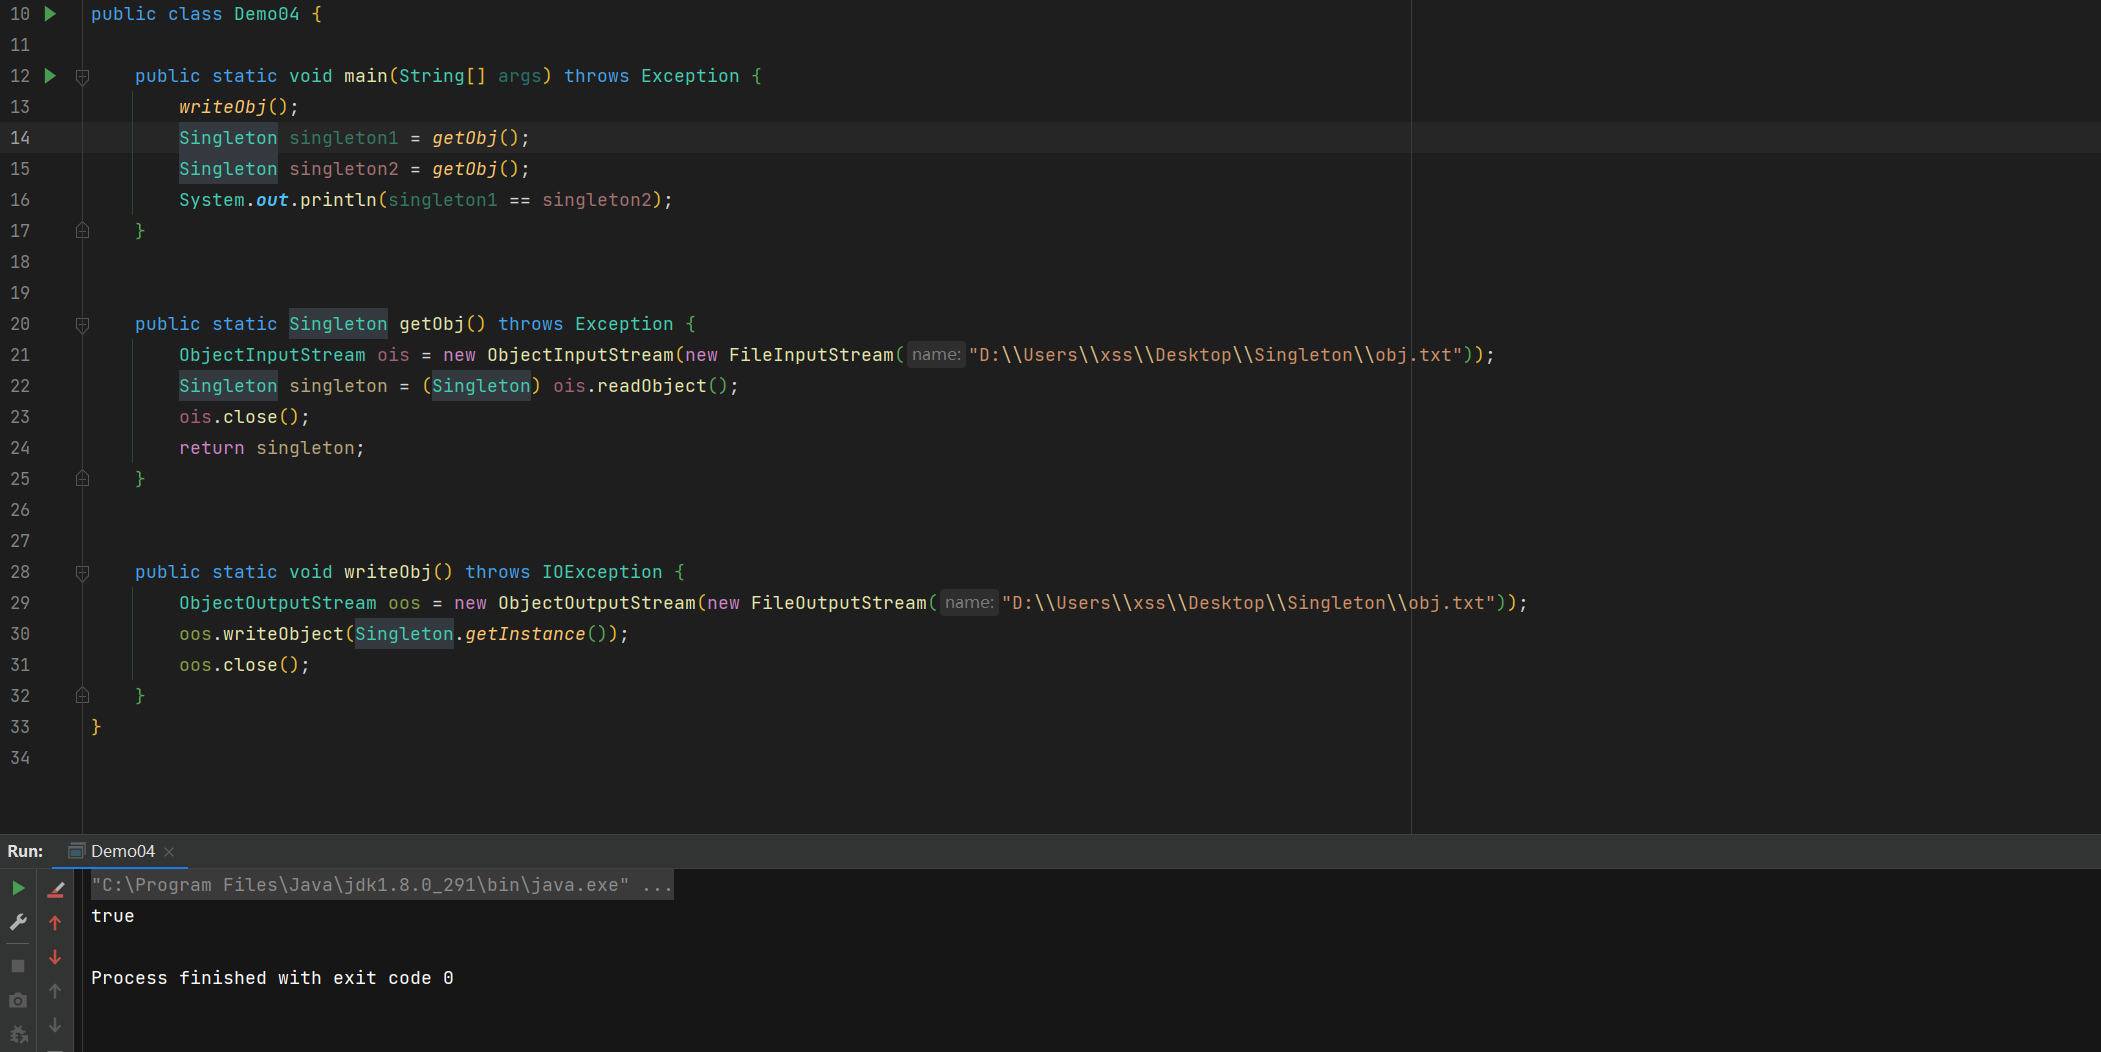 10 public class Demo04 {
11
12 public static void main(String[] args) throws Exception {
13 writeObj();
14 Singleton singleton1 = getObj();
15 Singleton singleton2 = getObj();
16 System.out.println(singleton1 == singleton2);
17 }
18
19
20 public static Singleton getObj() throws Exception {
21 ObjectInputStream ois = new ObjectInputStream(new FileInputStream( name: "D:\\Users\\xss\\Desktop\\Singleton\\obj.txt"));
22 Singleton singleton = (Singleton) ois.readObject();
23 ois.close();
24 return singleton;
25 }
26
27
28 public static void writeObj() throws IOException {
29 ObjectOutputStream oos = new ObjectOutputStream(new FileOutputStream( name: "D:\\Users\\xss\\Desktop\\Singleton\\obj.txt"));
30 oos.writeObject(Singleton.getInstance());
31 oos.close();
32 }
33 }
34
Run: Demo04
"C:\Program Files\Java\jdk1.8.0_291\bin\java.exe" ...
true
Process finished with exit code 0